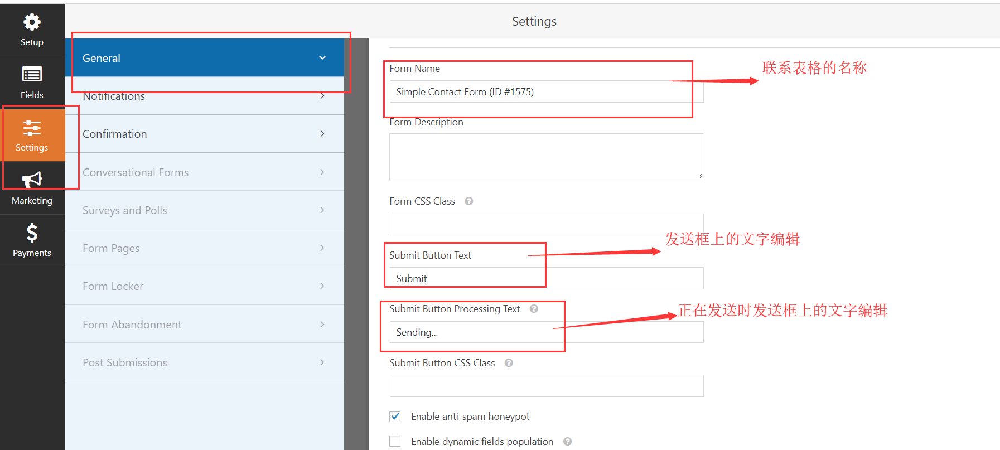 Settings
Setup
Fields
Settings
Marketing
Payments
General
Notifications
Confirmation
Conversational Forms
Surveys and Polls
Form Pages
Form Locker
Form Abandonment
Post Submissions
Form Name
联系表格的名称
Simple Contact Form (ID #1575)
Form Description
Form CSS Class ?
发送框上的文字编辑
Submit Button Text
Submit
Submit Button Processing Text ?
正在发送时发送框上的文字编辑
Sending...
Submit Button CSS Class ?
Enable anti-spam honeypot
Enable dynamic fields population ?